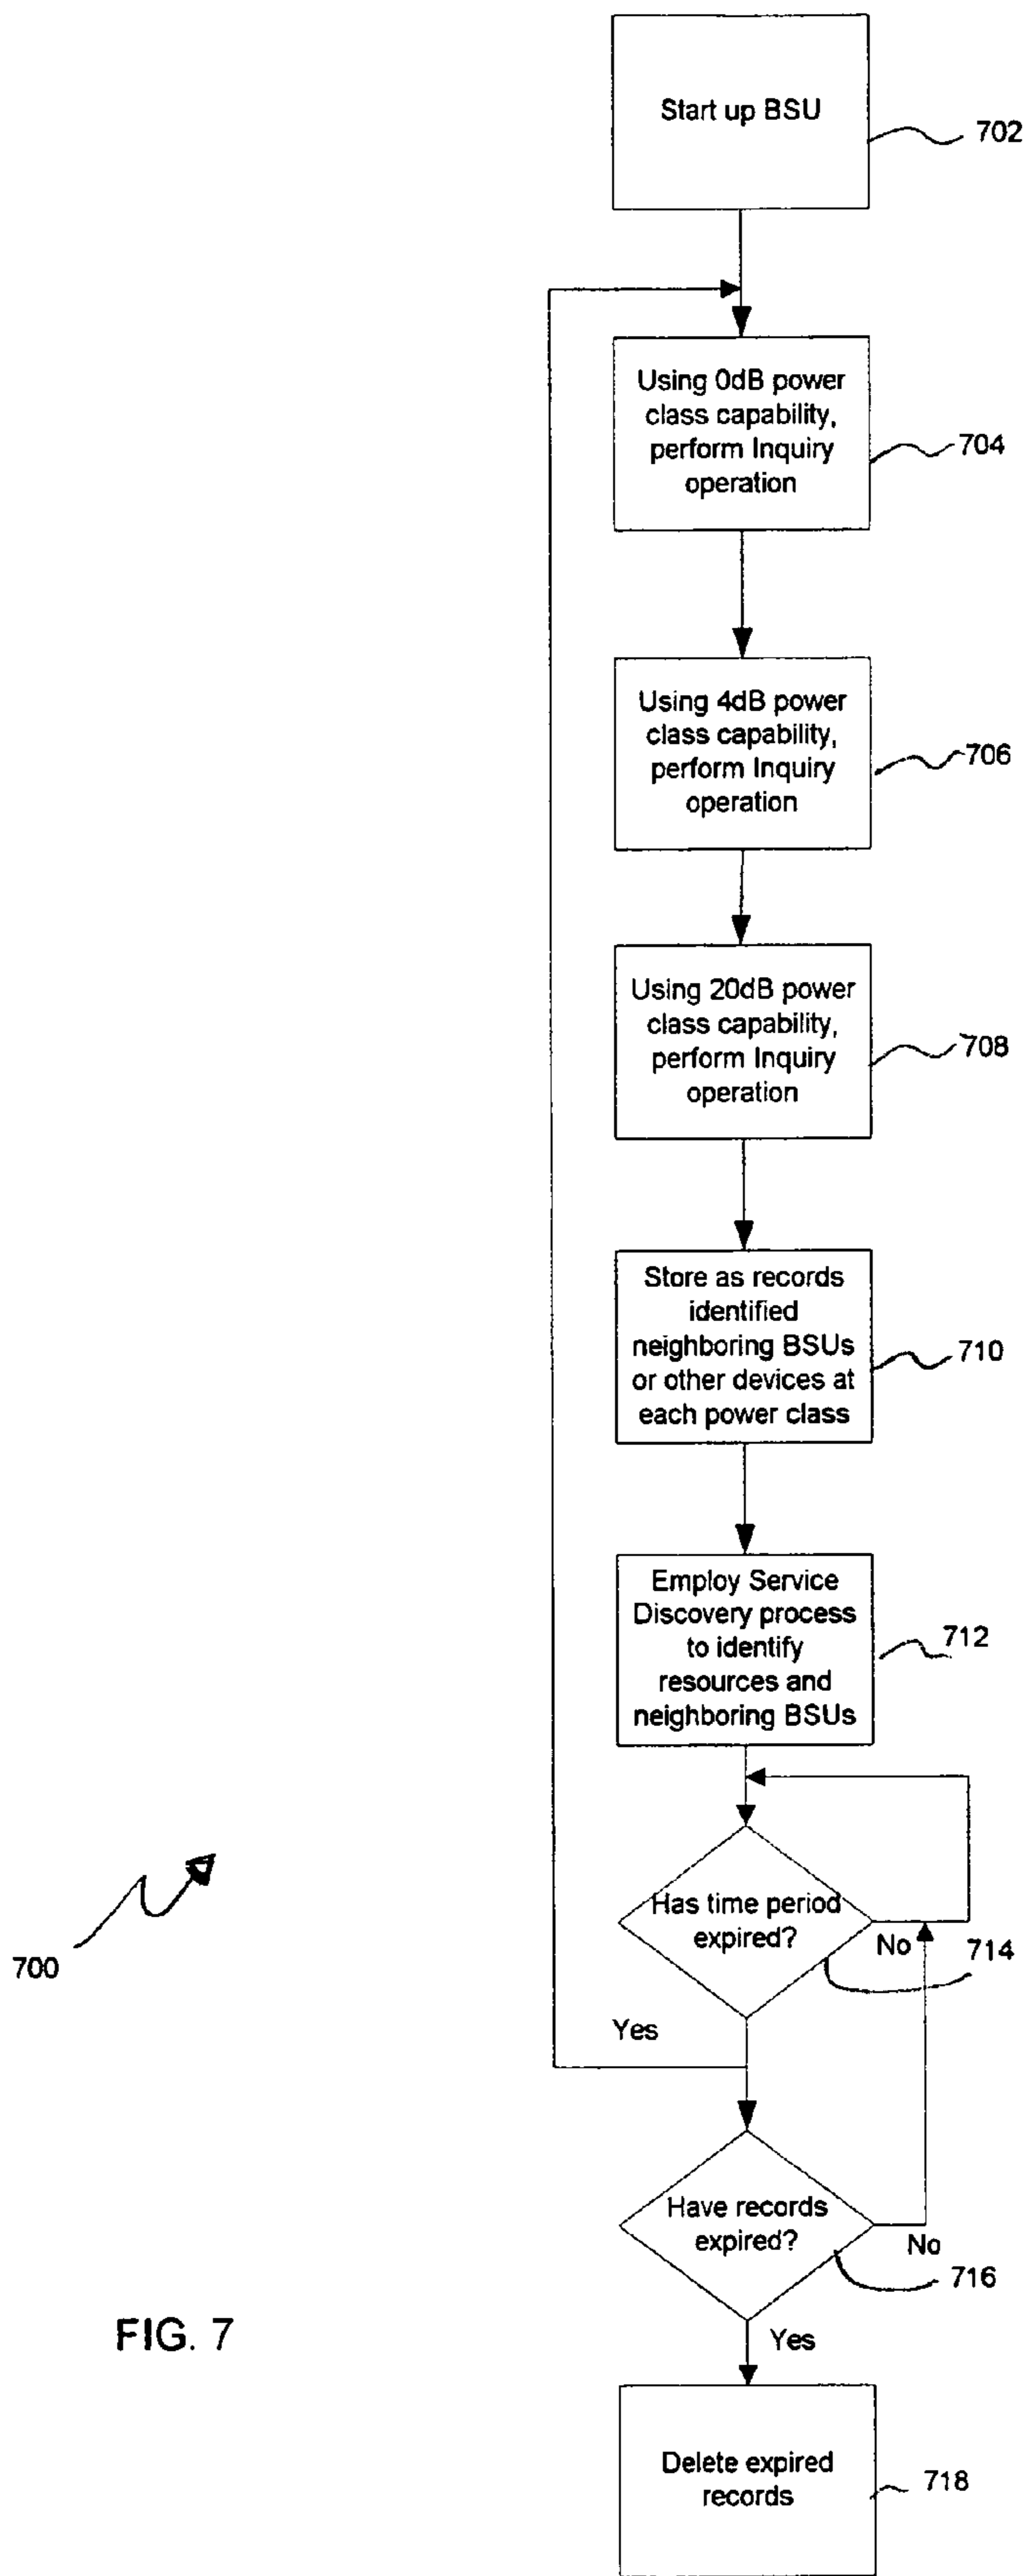 Start up BSU
702
Using 0dB power
class capability,
perform Inquiry
operation
704
Using 4dB power
class capability,
perform Inquiry
operation
706
Using 20dB power
class capability,
perform Inquiry
operation
708
Store as records
identified
neighboring BSUs
or other devices at
each power class
710
Employ Service
Discovery process
to identify
resources and
neighboring BSUs
712
Has time period
expired?
No
714
700
Yes
Have records
expired?
No
716
FIG. 7
Yes
Delete expired
records
718